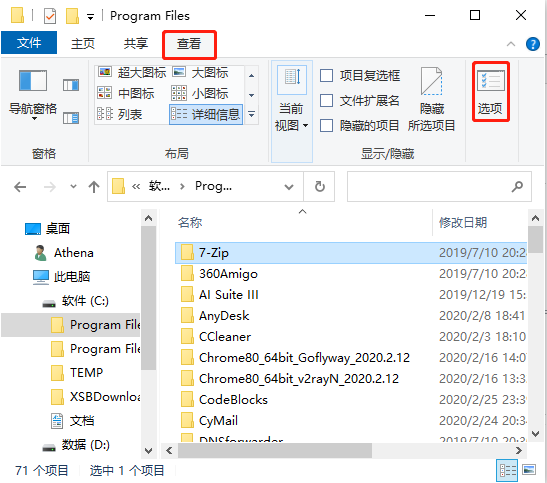 Program Files
文件 主页 共享 查看
导航窗格
超大图标 大图标
中图标 小图标
列表 详细信息
当前视图
项目复选框
文件扩展名
隐藏的项目
隐藏所选项目
选项
窗格 布局 显示/隐藏
« 软... › Prog...
名称 修改日期
桌面
Athena
此电脑
软件 (C:)
Program File
Program File
TEMP
XSBDownloa
文档
数据 (D:)
7-Zip 2019/7/10 20:2
360Amigo 2019/7/10 20:2
AI Suite III 2019/12/19 15:
AnyDesk 2020/2/8 18:41
CCleaner 2020/2/3 18:10
Chrome80_64bit_Goflyway_2020.2.12 2020/2/16 14:0
Chrome80_64bit_v2rayN_2020.2.12 2020/2/16 13:3
CodeBlocks 2020/2/25 23:3
CyMail 2020/2/24 20:3
DNSforwarder 2019/7/10 20:3
71 个项目 选中 1 个项目